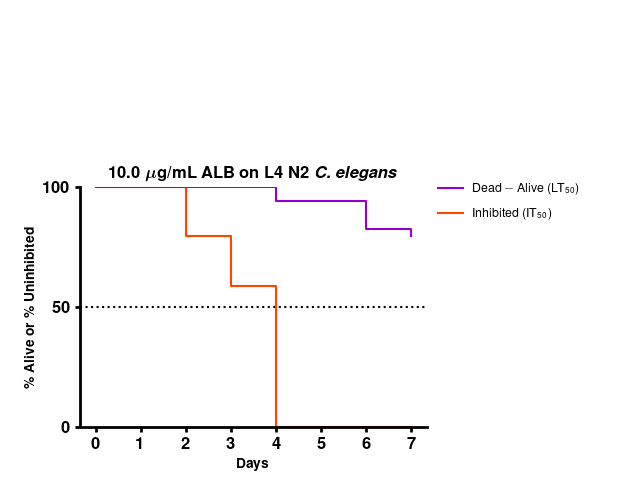 10.0 μg/mL ALB on L4 N2 C. elegans
Dead – Alive (LT₅₀)
Inhibited (IT₅₀)
% Alive or % Uninhibited
100
50
0
0 1 2 3 4 5 6 7
Days